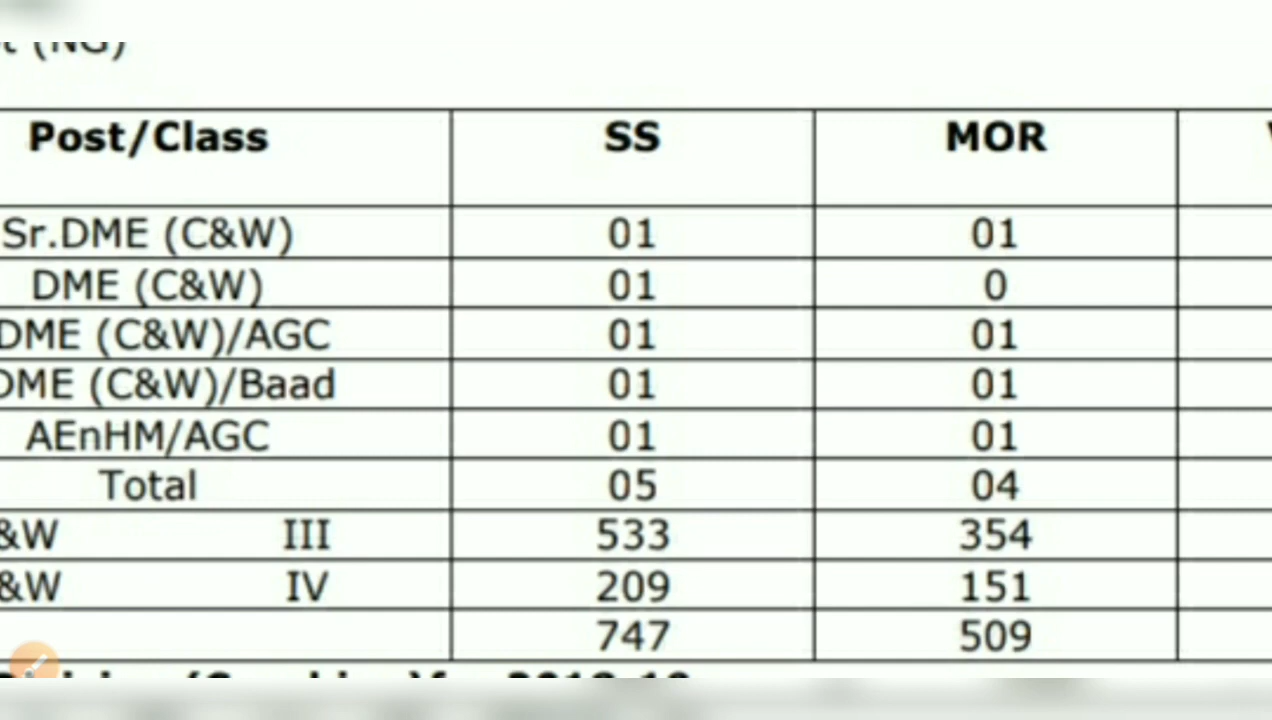 (NG)
Post/Class SS MOR
Sr.DME (C&W) 01 01
DME (C&W) 01 0
DME (C&W)/AGC 01 01
DME (C&W)/Baad 01 01
AEnHM/AGC 01 01
Total 05 04
&W III 533 354
&W IV 209 151
747 509